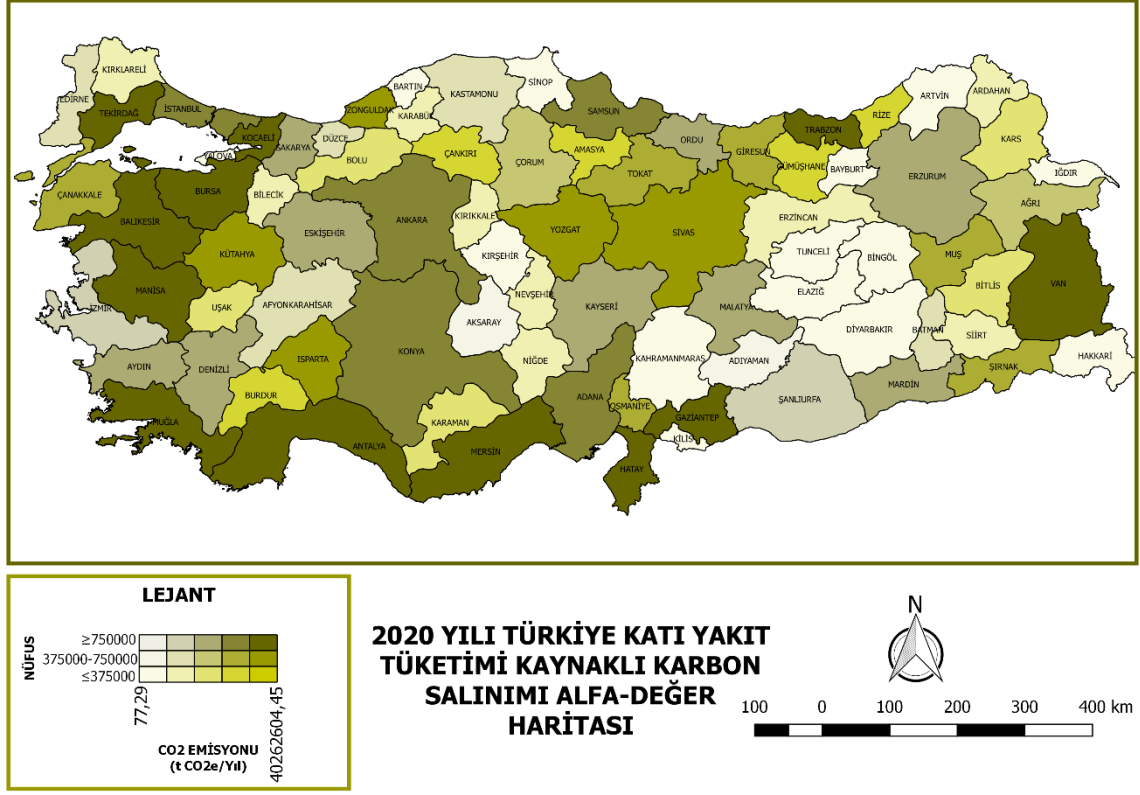 KIRKLARELİ
EDİRNE
TEKİRDAĞ
İSTANBUL
KOCAELİ
YALOVA
SAKARYA
DÜZCE
ZONGULDAK
BARTIN
KARABÜK
KASTAMONU
SİNOP
SAMSUN
ORDU
GİRESUN
TRABZON
RİZE
ARTVİN
ARDAHAN
KARS
IĞDIR
AĞRI
ERZURUM
BAYBURT
GÜMÜŞHANE
TOKAT
AMASYA
ÇORUM
ÇANKIRI
BOLU
BİLECİK
BURSA
ÇANAKKALE
BALIKESİR
KÜTAHYA
ESKİŞEHİR
ANKARA
KIRIKKALE
KIRŞEHİR
YOZGAT
SİVAS
ERZİNCAN
TUNCELİ
BİNGÖL
MUŞ
BİTLİS
VAN
HAKKARİ
ŞIRNAK
SİİRT
BATMAN
DİYARBAKIR
ELAZIĞ
MALATYA
KAYSERİ
NEVŞEHİR
AKSARAY
NİĞDE
KONYA
AFYONKARAHİSAR
UŞAK
MANİSA
İZMİR
AYDIN
DENİZLİ
ISPARTA
BURDUR
MUĞLA
ANTALYA
KARAMAN
MERSİN
ADANA
OSMANİYE
KAHRAMANMARAS
ADIYAMAN
GAZİANTEP
KİLİS
HATAY
ŞANLIURFA
MARDİN
LEJANT
NÜFUS
≥750000
375000-750000
≤375000
77,29
40262604,45
CO2 EMİSYONU
(t CO2e/Yıl)
2020 YILI TÜRKİYE KATI YAKIT
TÜKETİMİ KAYNAKLI KARBON
SALINIMI ALFA-DEĞER
HARİTASI
N
100 0 100 200 300 400 km